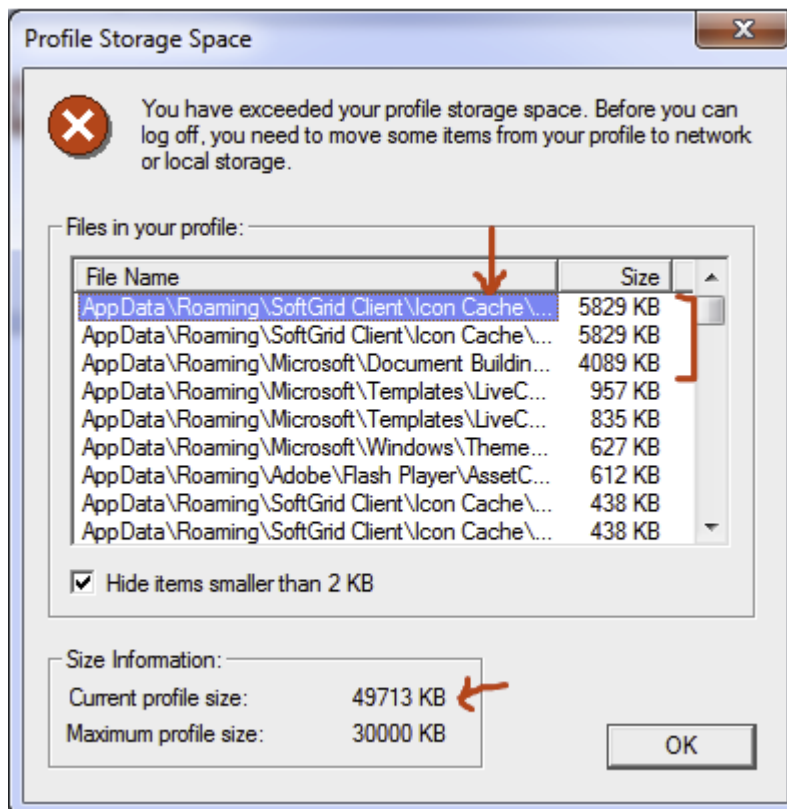 Profile Storage Space
You have exceeded your profile storage space. Before you can
log off, you need to move some items from your profile to network
or local storage.
Files in your profile:
File Name Size
AppData\Roaming\SoftGrid Client\Icon Cache\... 5829 KB
AppData\Roaming\SoftGrid Client\Icon Cache\... 5829 KB
AppData\Roaming\Microsoft\Document Buildin... 4089 KB
AppData\Roaming\Microsoft\Templates\LiveC... 957 KB
AppData\Roaming\Microsoft\Templates\LiveC... 835 KB
AppData\Roaming\Microsoft\Windows\Theme... 627 KB
AppData\Roaming\Adobe\Flash Player\AssetC... 612 KB
AppData\Roaming\SoftGrid Client\Icon Cache\... 438 KB
AppData\Roaming\SoftGrid Client\Icon Cache\... 438 KB
Hide items smaller than 2 KB
Size Information:
Current profile size: 49713 KB
Maximum profile size: 30000 KB
OK